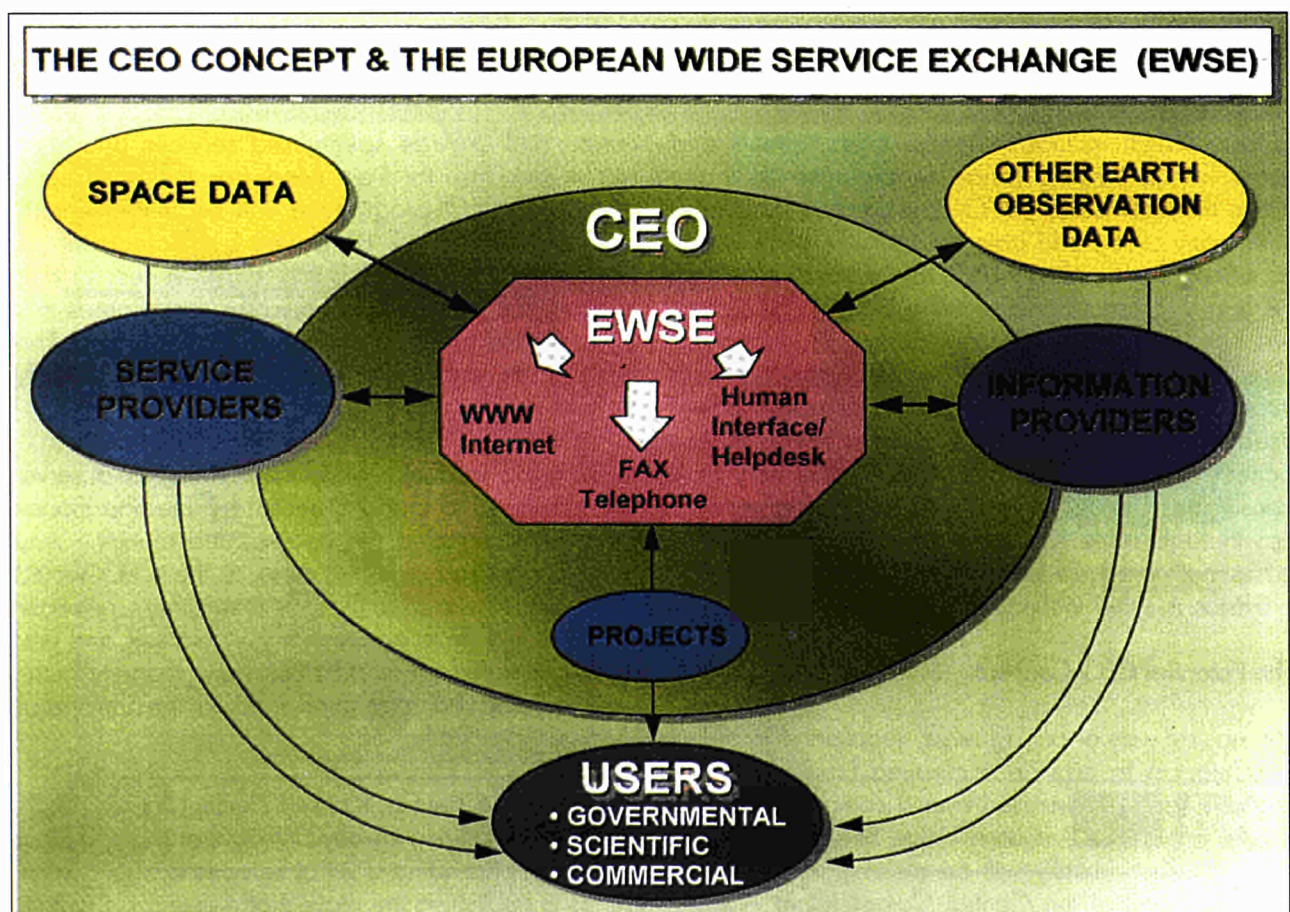 THE CEO CONCEPT & THE EUROPEAN WIDE SERVICE EXCHANGE (EWSE)
SPACE DATA
OTHER EARTH
OBSERVATION
DATA
CEO
EWSE
SERVICE
PROVIDERS
INFORMATION
PROVIDERS
WWW
Internet
FAX
Telephone
Human
Interface/
Helpdesk
PROJECTS
USERS
• GOVERNMENTAL
• SCIENTIFIC
• COMMERCIAL